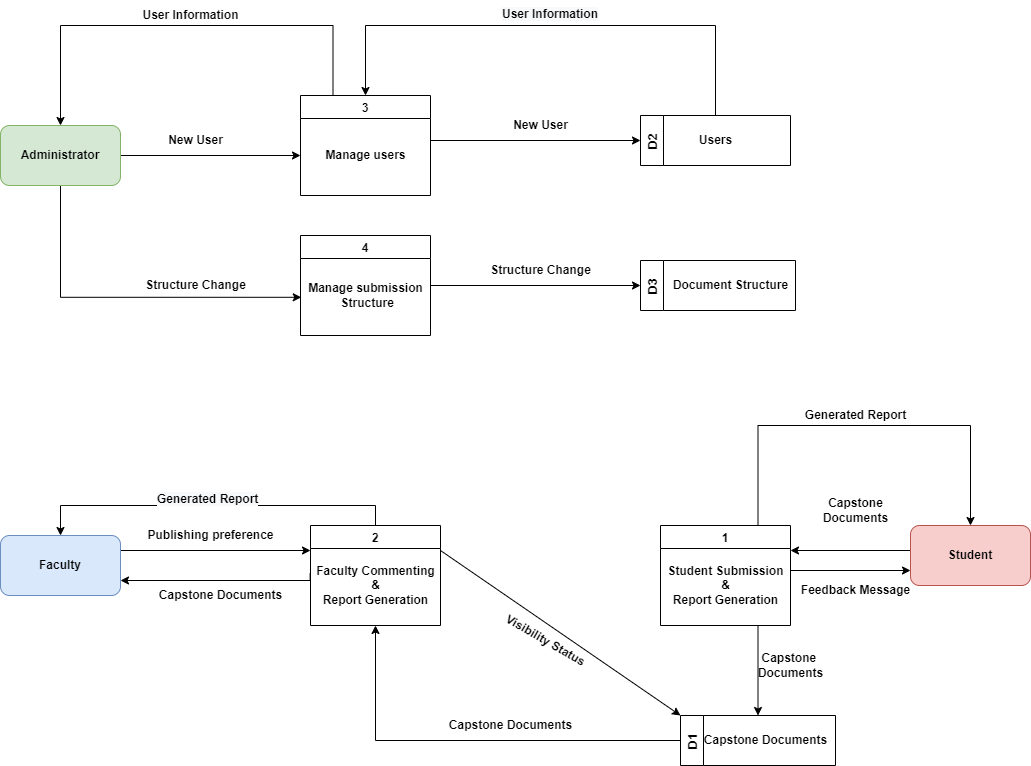 User Information
User Information
3
New User
New User
D2
Users
Administrator
Manage users
4
Structure Change
Structure Change
Manage submission
Structure
D3
Document Structure
Generated Report
Generated Report
Capstone
Documents
Publishing preference
2
1
Faculty
Faculty Commenting
&
Report Generation
Student Submission
&
Report Generation
Student
Capstone Documents
Feedback Message
Visibility Status
Capstone
Documents
Capstone Documents
D1
Capstone Documents